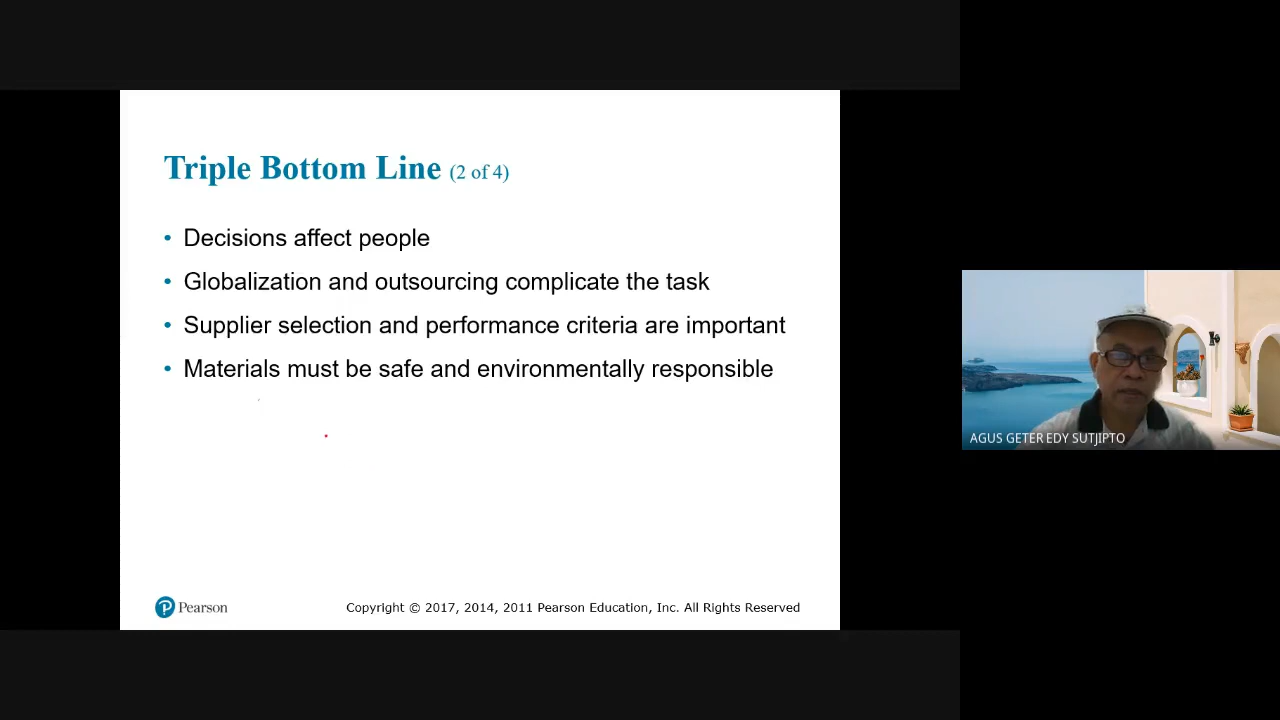 Triple Bottom Line (2 of 4)
• Decisions affect people
• Globalization and outsourcing complicate the task
• Supplier selection and performance criteria are important
• Materials must be safe and environmentally responsible
AGUS GETER EDY SUTJIPTO
Pearson
Copyright © 2017, 2014, 2011 Pearson Education, Inc. All Rights Reserved